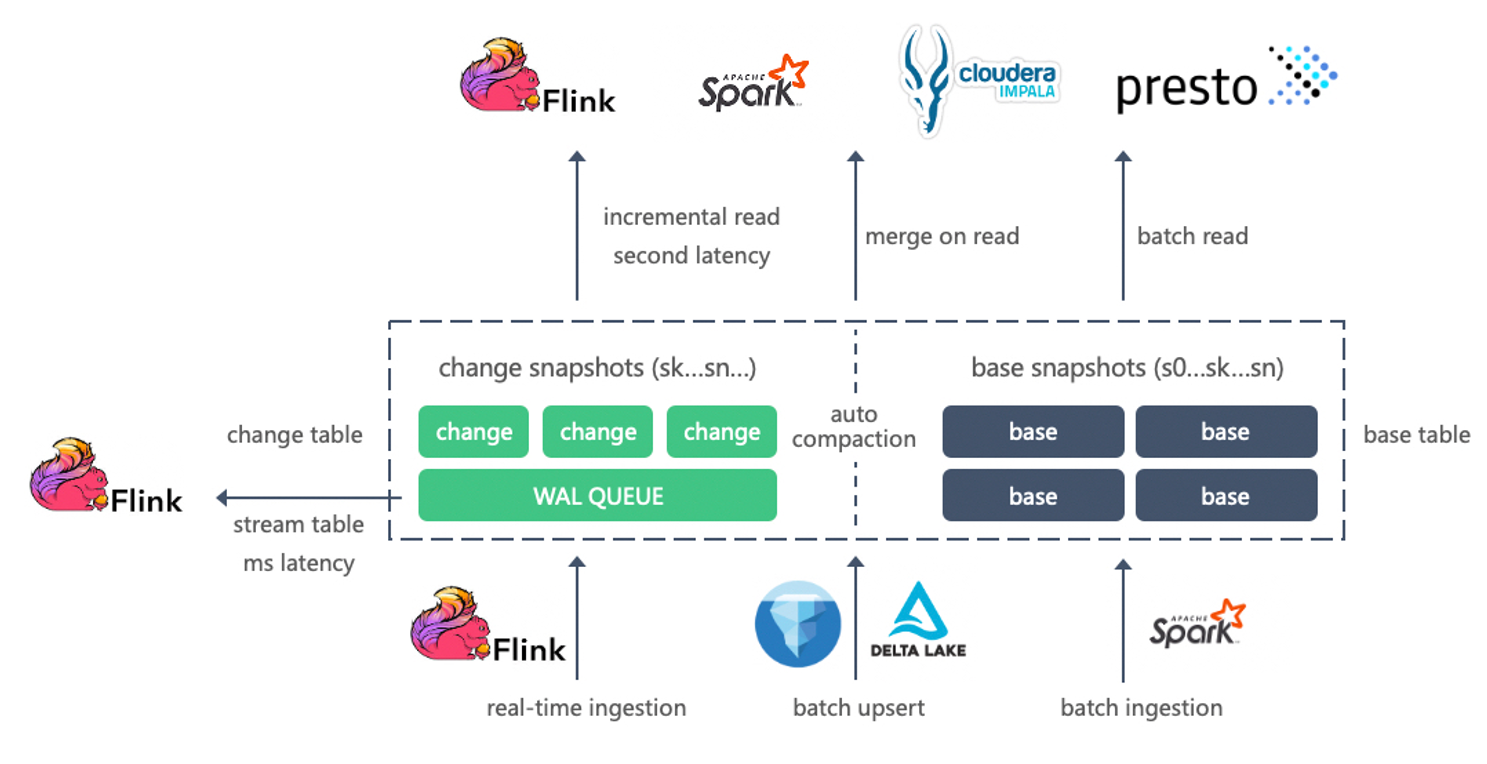 Flink
APACHE
Spark
cloudera
IMPALA
presto
incremental read
second latency
merge on read
batch read
change snapshots (sk...sn...)
base snapshots (s0...sk...sn)
change table
change
change
change
auto
compaction
base
base
base table
Flink
WAL QUEUE
base
base
stream table
ms latency
Flink
DELTA LAKE
APACHE
Spark
real-time ingestion
batch upsert
batch ingestion